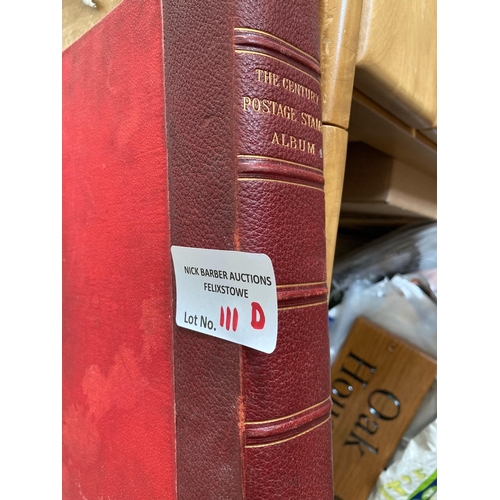 THE CENTURY
POSTAGE STAMP
ALBUM
NICK BARBER AUCTIONS
FELIXSTOWE
Lot No. 111 D
Oak